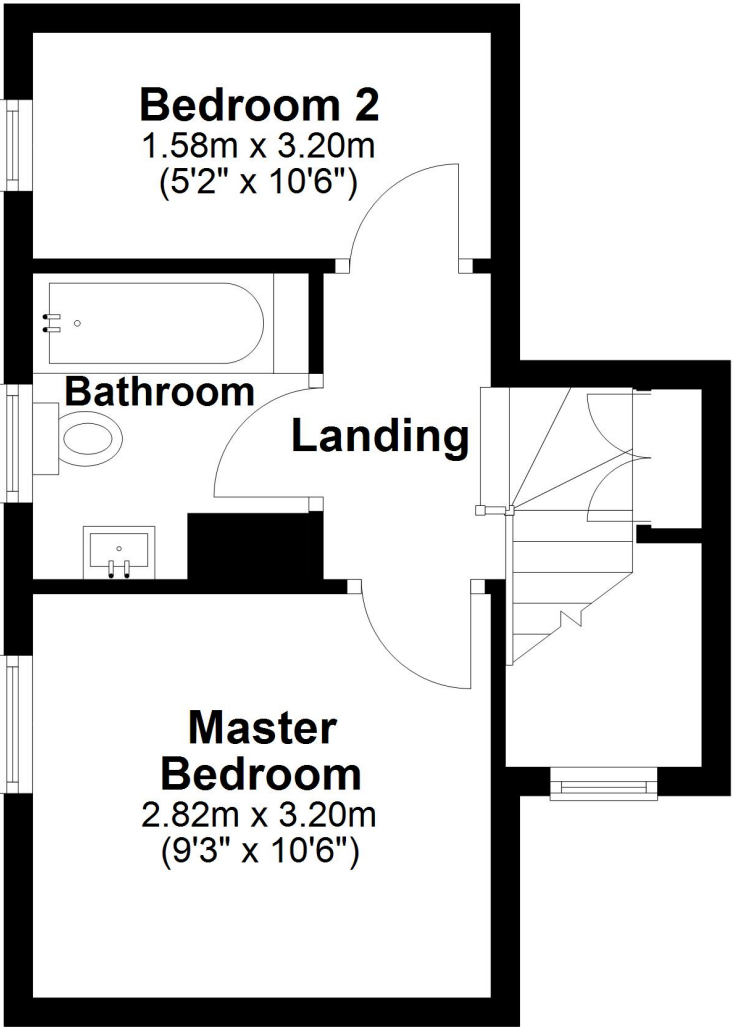 Bedroom 2
1.58m x 3.20m
(5'2" x 10'6")
Bathroom
Landing
Master
Bedroom
2.82m x 3.20m
(9'3" x 10'6")